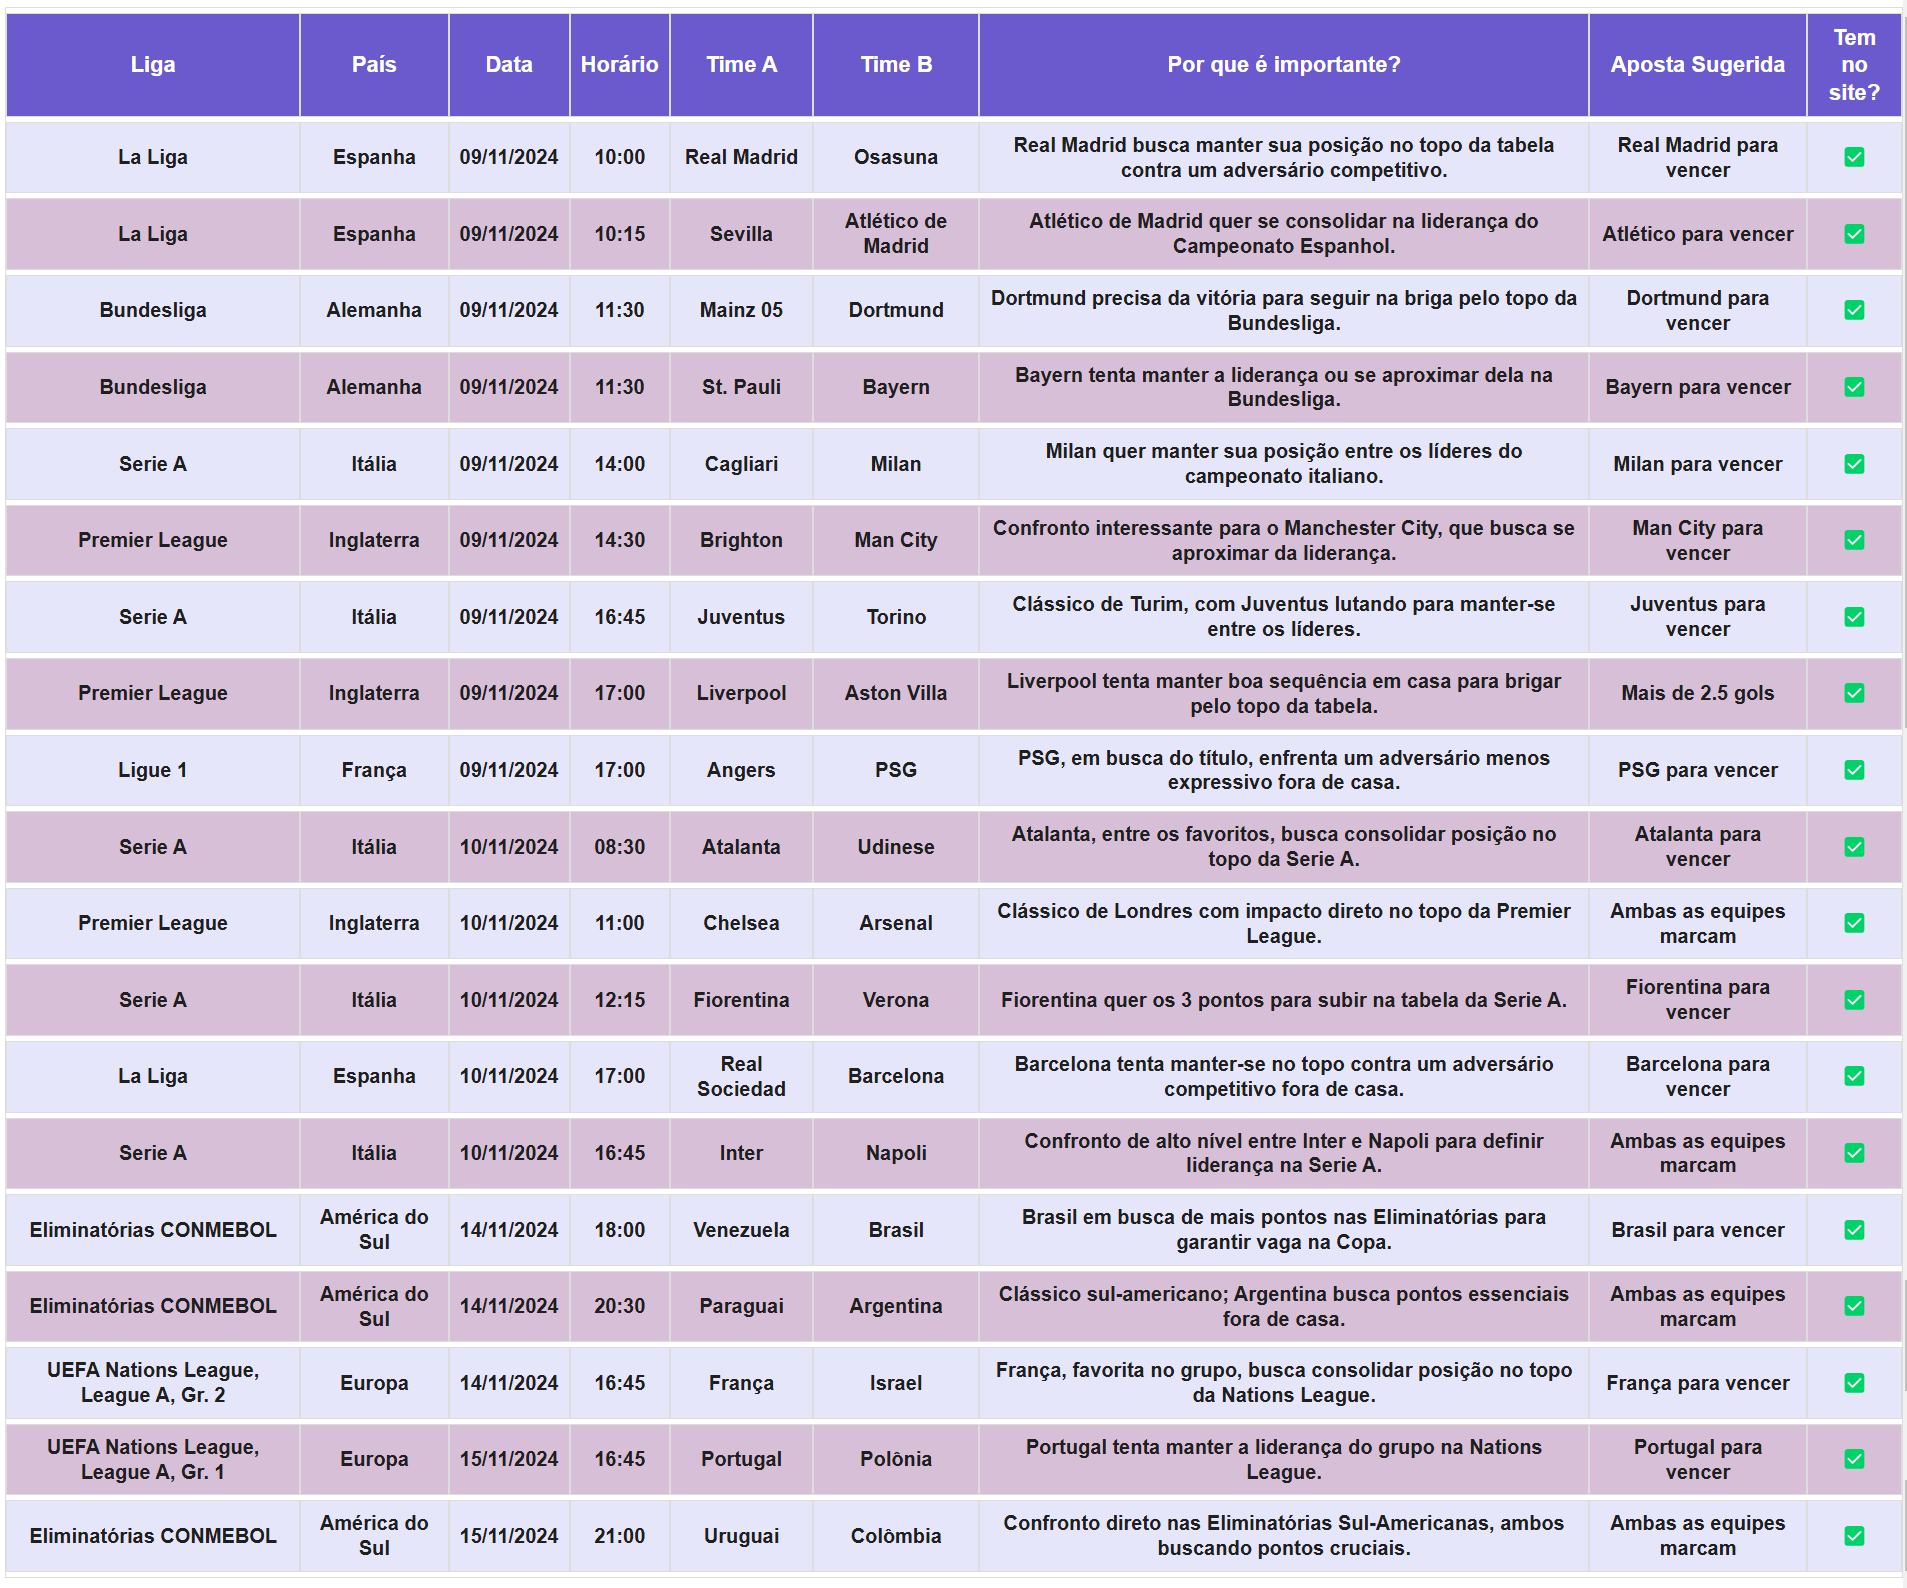 Liga País Data Horário Time A Time B Por que é importante? Aposta Sugerida Tem no site?
La Liga Espanha 09/11/2024 10:00 Real Madrid Osasuna Real Madrid busca manter sua posição no topo da tabela contra um adversário competitivo. Real Madrid para vencer ✅
La Liga Espanha 09/11/2024 10:15 Sevilla Atlético de Madrid Atlético de Madrid quer se consolidar na liderança do Campeonato Espanhol. Atlético para vencer ✅
Bundesliga Alemanha 09/11/2024 11:30 Mainz 05 Dortmund Dortmund precisa da vitória para seguir na briga pelo topo da Bundesliga. Dortmund para vencer ✅
Bundesliga Alemanha 09/11/2024 11:30 St. Pauli Bayern Bayern tenta manter a liderança ou se aproximar dela na Bundesliga. Bayern para vencer ✅
Serie A Itália 09/11/2024 14:00 Cagliari Milan Milan quer manter sua posição entre os líderes do campeonato italiano. Milan para vencer ✅
Premier League Inglaterra 09/11/2024 14:30 Brighton Man City Confronto interessante para o Manchester City, que busca se aproximar da liderança. Man City para vencer ✅
Serie A Itália 09/11/2024 16:45 Juventus Torino Clássico de Turim, com Juventus lutando para manter-se entre os líderes. Juventus para vencer ✅
Premier League Inglaterra 09/11/2024 17:00 Liverpool Aston Villa Liverpool tenta manter boa sequência em casa para brigar pelo topo da tabela. Mais de 2.5 gols ✅
Ligue 1 França 09/11/2024 17:00 Angers PSG PSG, em busca do título, enfrenta um adversário menos expressivo fora de casa. PSG para vencer ✅
Serie A Itália 10/11/2024 08:30 Atalanta Udinese Atalanta, entre os favoritos, busca consolidar posição no topo da Serie A. Atalanta para vencer ✅
Premier League Inglaterra 10/11/2024 11:00 Chelsea Arsenal Clássico de Londres com impacto direto no topo da Premier League. Ambas as equipes marcam ✅
Serie A Itália 10/11/2024 12:15 Fiorentina Verona Fiorentina quer os 3 pontos para subir na tabela da Serie A. Fiorentina para vencer ✅
La Liga Espanha 10/11/2024 17:00 Real Sociedad Barcelona Barcelona tenta manter-se no topo contra um adversário competitivo fora de casa. Barcelona para vencer ✅
Serie A Itália 10/11/2024 16:45 Inter Napoli Confronto de alto nível entre Inter e Napoli para definir liderança na Serie A. Ambas as equipes marcam ✅
Eliminatórias CONMEBOL América do Sul 14/11/2024 18:00 Venezuela Brasil Brasil em busca de mais pontos nas Eliminatórias para garantir vaga na Copa. Brasil para vencer ✅
Eliminatórias CONMEBOL América do Sul 14/11/2024 20:30 Paraguai Argentina Clássico sul-americano; Argentina busca pontos essenciais fora de casa. Ambas as equipes marcam ✅
UEFA Nations League, League A, Gr. 2 Europa 14/11/2024 16:45 França Israel França, favorita no grupo, busca consolidar posição no topo da Nations League. França para vencer ✅
UEFA Nations League, League A, Gr. 1 Europa 15/11/2024 16:45 Portugal Polônia Portugal tenta manter a liderança do grupo na Nations League. Portugal para vencer ✅
Eliminatórias CONMEBOL América do Sul 15/11/2024 21:00 Uruguai Colômbia Confronto direto nas Eliminatórias Sul-Americanas, ambos buscando pontos cruciais. Ambas as equipes marcam ✅